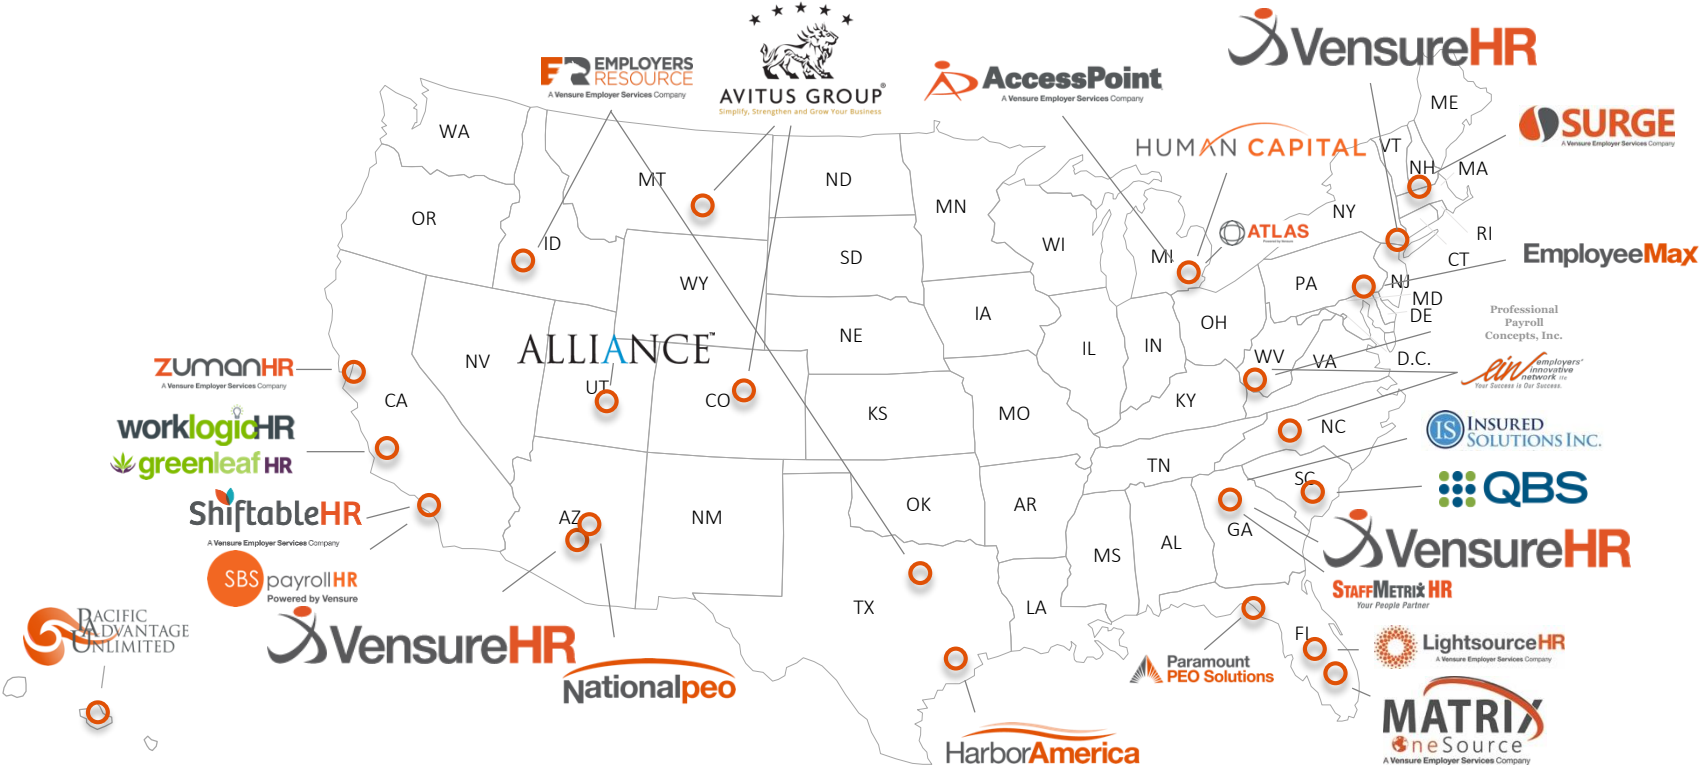 VensureHR
EMPLOYERS
RESOURCE
A Vensure Employer Services Company
AVITUS GROUP®
Simplify, Strengthen and Grow Your Business
AccessPoint
A Vensure Employer Services Company
HUMAN CAPITAL
SURGE
A Vensure Employer Services Company
ME
WA
VT
NH
MA
MT
ND
MN
OR
NY
ID
WI
SD
MI
ATLAS
Powered by Vensure
RI
CT
EmployeeMax
WY
PA
NJ
MD
DE
IA
OH
NE
Professional
Payroll
Concepts, Inc.
ALLIANCE™
NV
IL
IN
WV
VA
D.C.
ein employers'
innovative
network llc
Your Success is Our Success.
zumanHR
A Vensure Employer Services Company
UT
CO
CA
KS
MO
KY
NC
worklogicHR
greenleaf HR
IS INSURED
SOLUTIONS INC.
TN
SC
QBS
ShiftableHR
A Vensure Employer Services Company
AZ
NM
OK
AR
GA
MS
AL
VensureHR
SBS payrollHR
Powered by Vensure
STAFFMETRIX HR
Your People Partner
TX
LA
PACIFIC
ADVANTAGE
UNLIMITED
VensureHR
FL
LightsourceHR
A Vensure Employer Services Company
Paramount
PEO Solutions
Nationalpeo
MATRIX
OneSource
A Vensure Employer Services Company
HarborAmerica